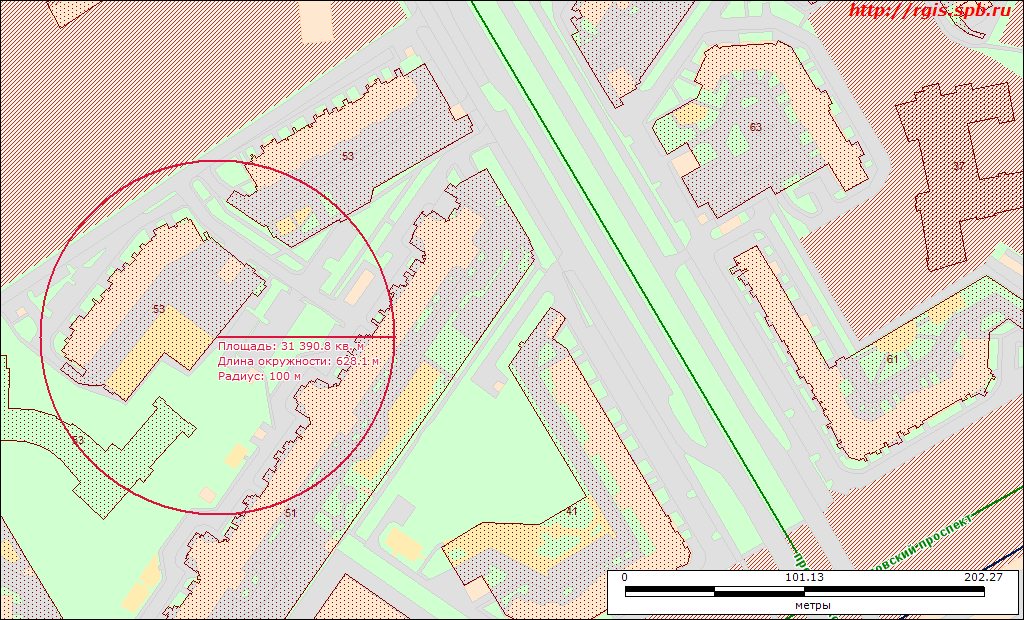 http://rgis.spb.ru
53
63
37
53
Площадь: 31 390.8 кв. м
Длина окружности: 628.1 м
Радиус: 100 м
61
53
51
41
проспект
0 101.13 202.27
метры